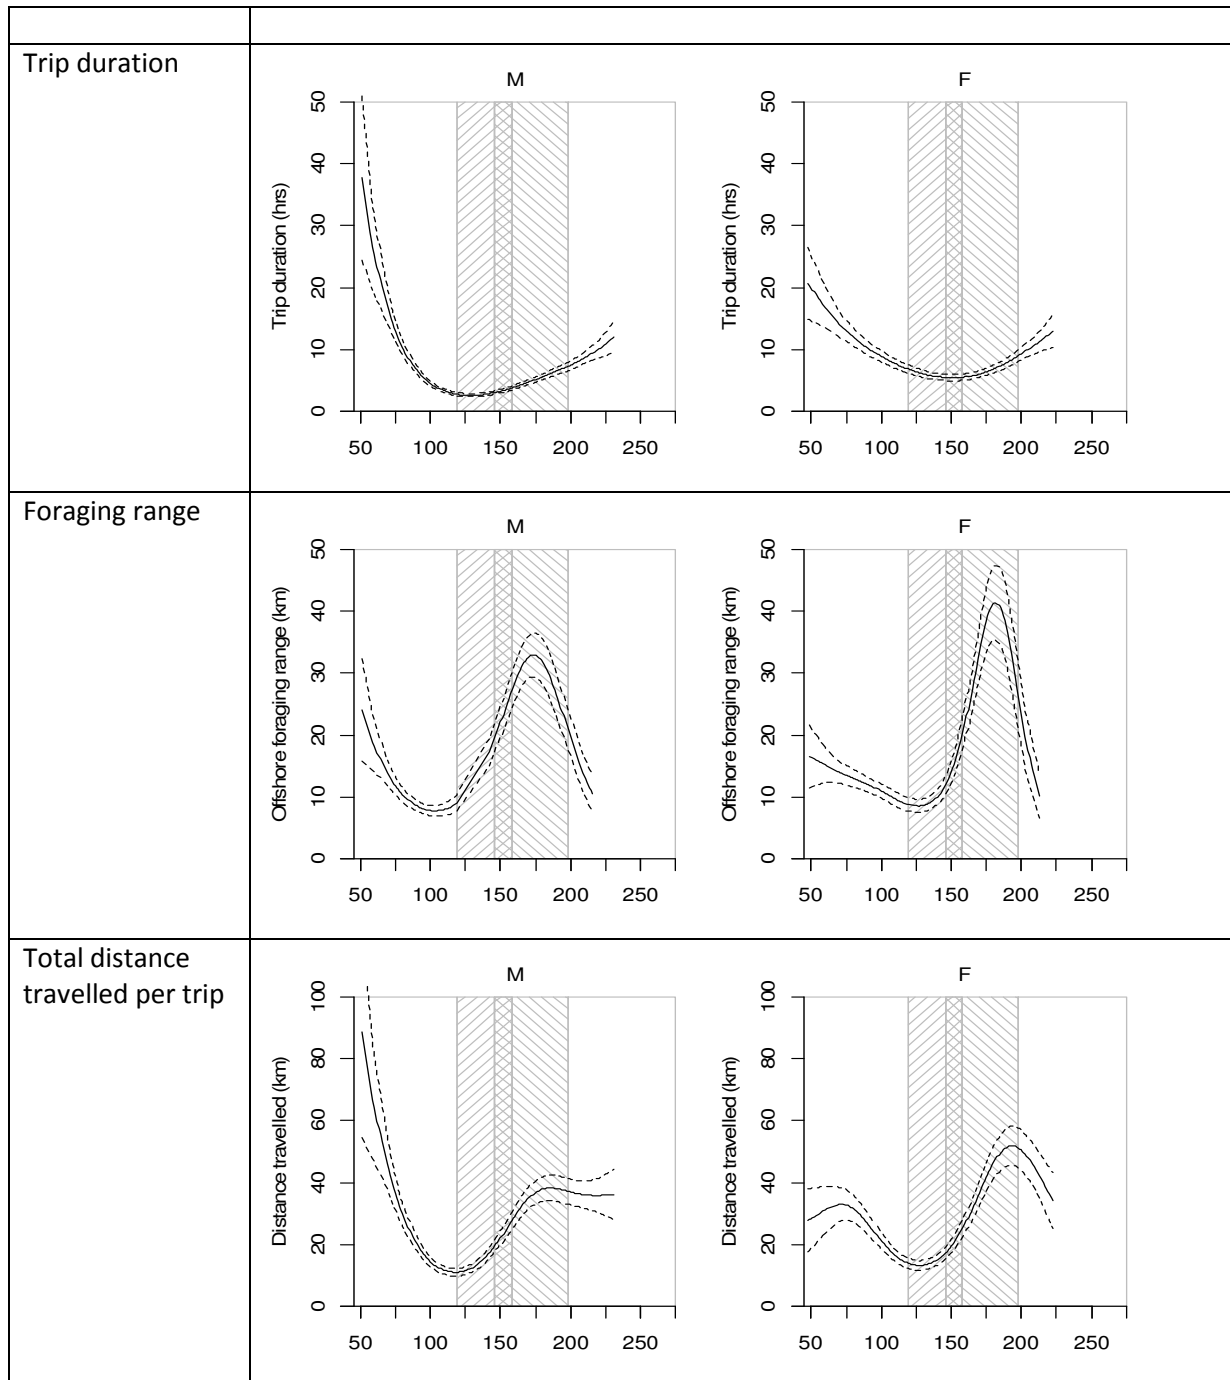 Trip duration
M
F
Trip duration (hrs)
50
40
30
20
10
0
50 100 150 200 250
Trip duration (hrs)
50
40
30
20
10
0
50 100 150 200 250
Foraging range
M
F
Offshore foraging range (km)
50
40
30
20
10
0
50 100 150 200 250
Offshore foraging range (km)
50
40
30
20
10
0
50 100 150 200 250
Total distance
travelled per trip
M
F
Distance travelled (km)
100
80
60
40
20
0
50 100 150 200 250
Distance travelled (km)
100
80
60
40
20
0
50 100 150 200 250